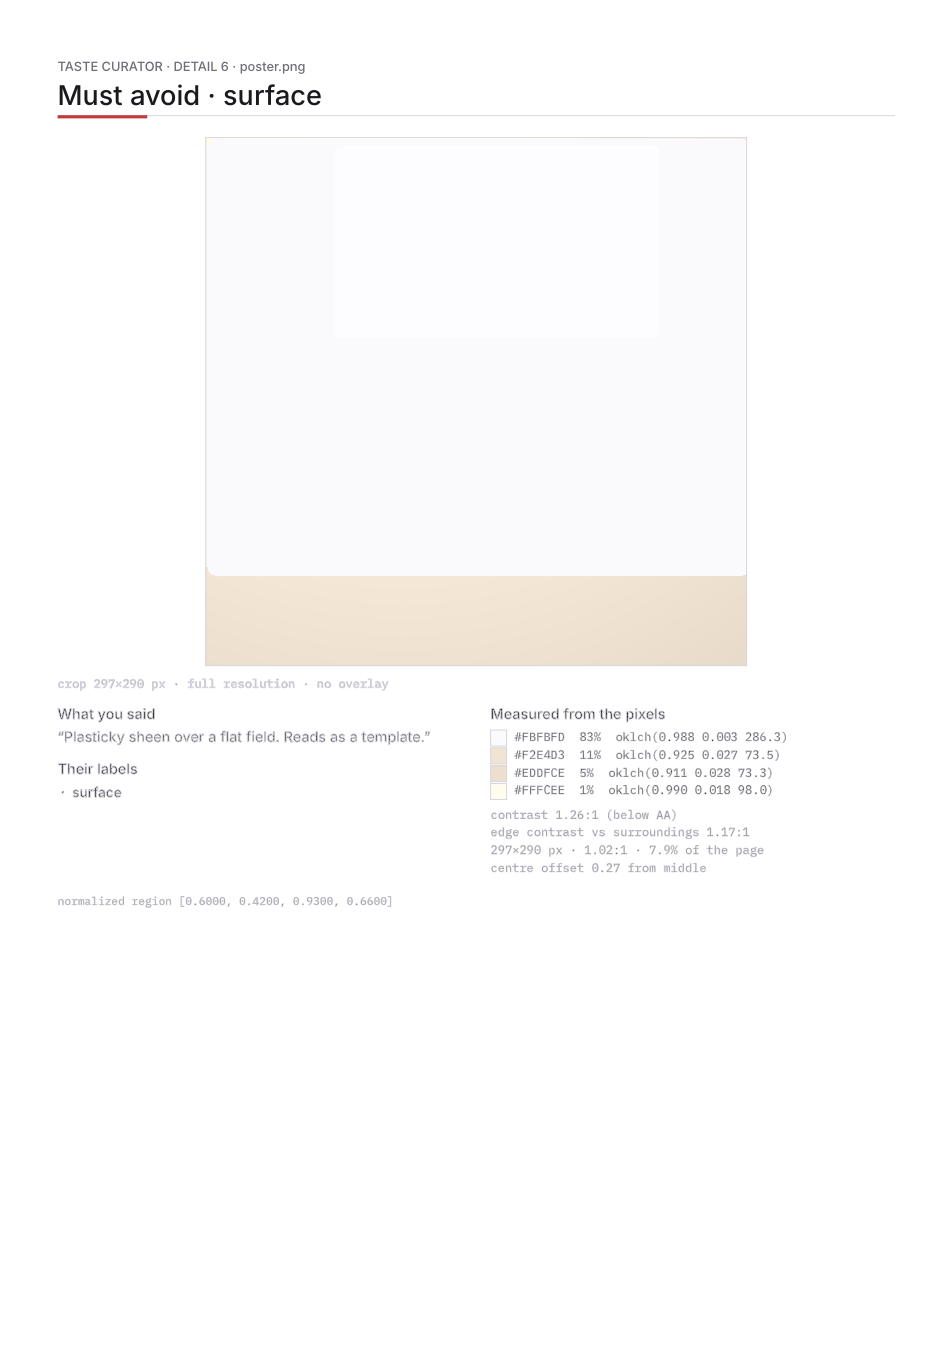 TASTE CURATOR · DETAIL 6 · poster.png
Must avoid · surface
crop 297×290 px · full resolution · no overlay
What you said
“Plasticky sheen over a flat field. Reads as a template.”
Their labels
· surface
Measured from the pixels
#FBFBFD 83% oklch(0.988 0.003 286.3)
#F2E4D3 11% oklch(0.925 0.027 73.5)
#EDDFCE 5% oklch(0.911 0.028 73.3)
#FFFCEE 1% oklch(0.990 0.018 98.0)
contrast 1.26:1 (below AA)
edge contrast vs surroundings 1.17:1
297×290 px · 1.02:1 · 7.9% of the page
centre offset 0.27 from middle
normalized region [0.6000, 0.4200, 0.9300, 0.6600]